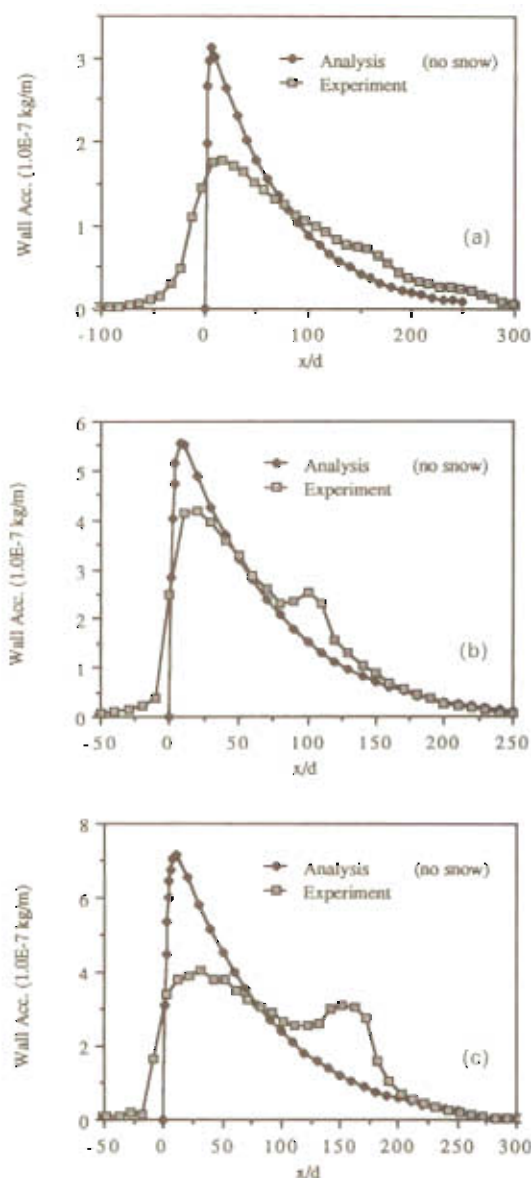 3
2
1
0
Wall Acc. (1.0E-7 kg/m)
Analysis (no snow)
Experiment
(a)
-100 0 100 200 300
x/d
6
5
4
3
2
1
0
Wall Acc. (1.0E-7 kg/m)
Analysis (no snow)
Experiment
(b)
-50 0 50 100 150 200 250
x/d
8
6
4
2
0
Wall Acc. (1.0E-7 kg/m)
Analysis (no snow)
Experiment
(c)
-50 0 50 100 150 200 250 300
x/d